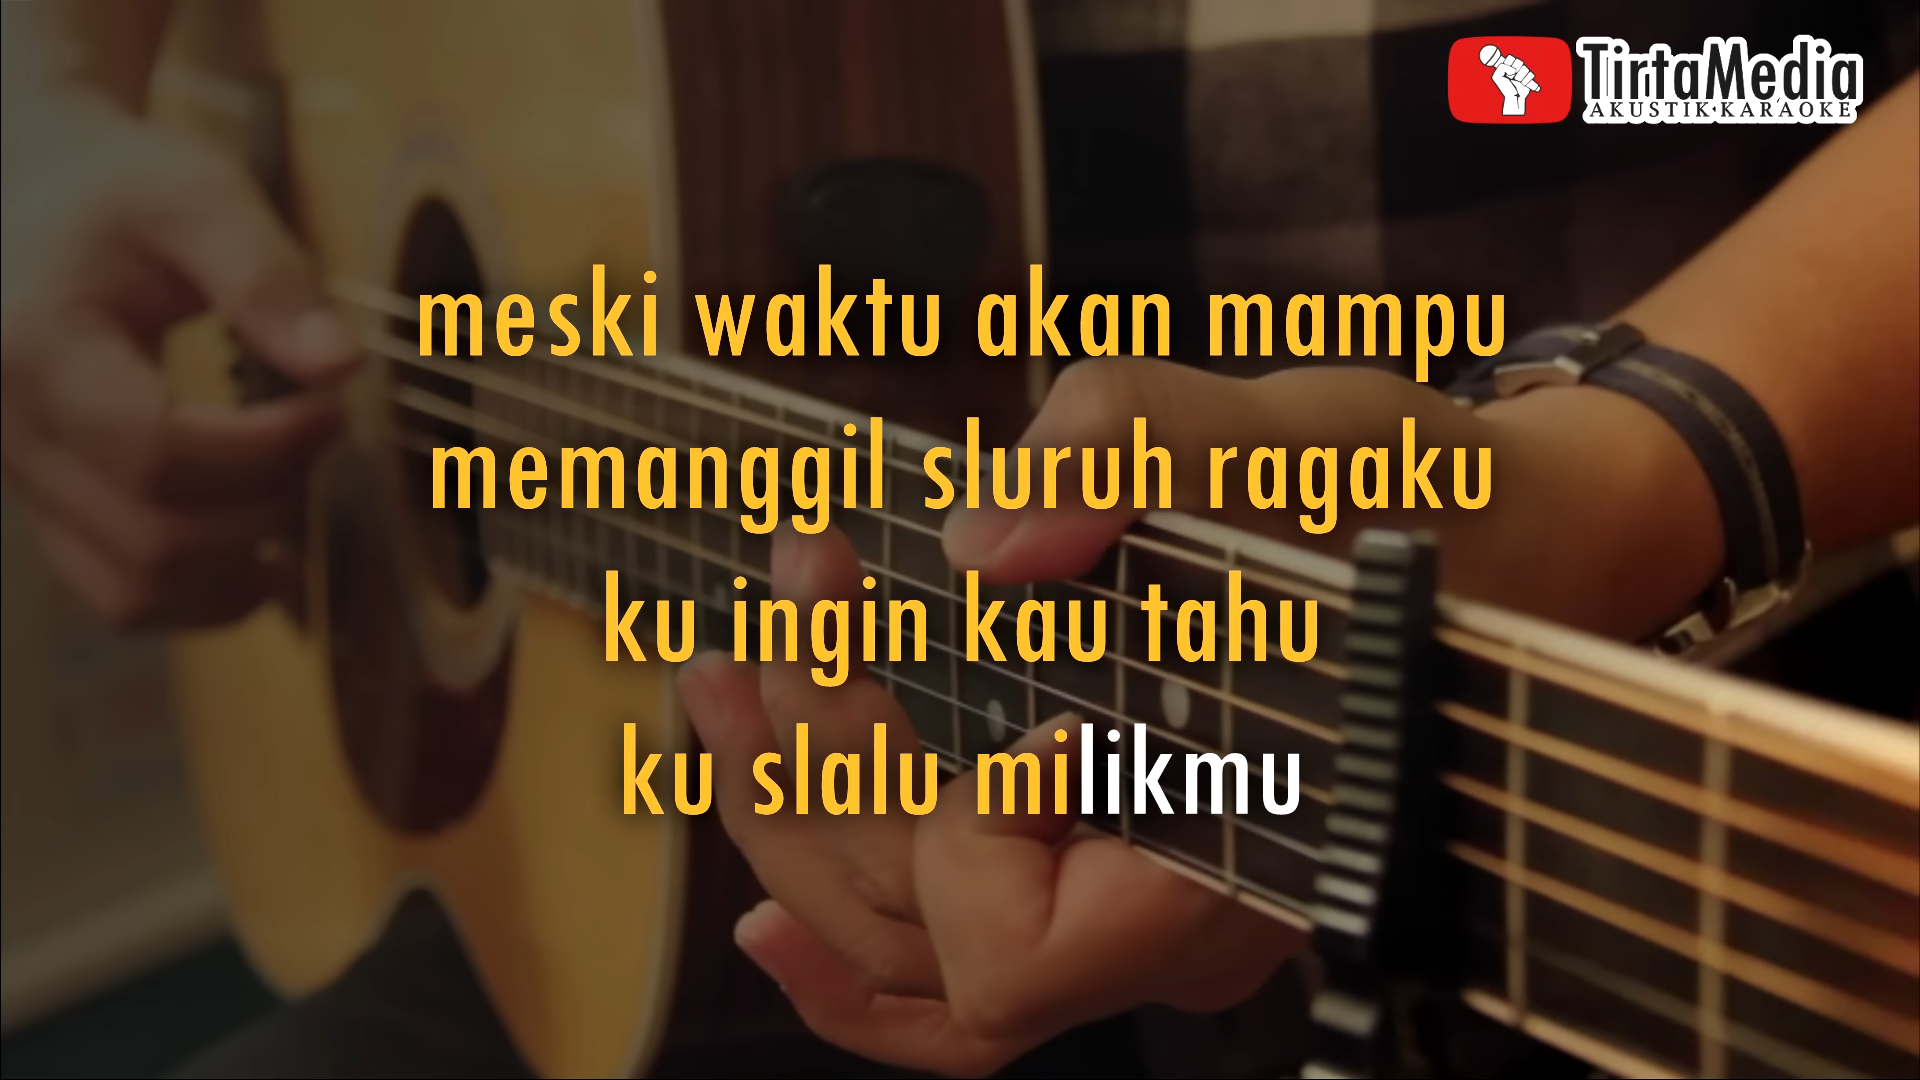 TirtaMedia
AKUSTIK KARAOKE
meski waktu akan mampu
memanggil sluruh ragaku
ku ingin kau tahu
ku slalu milikmu